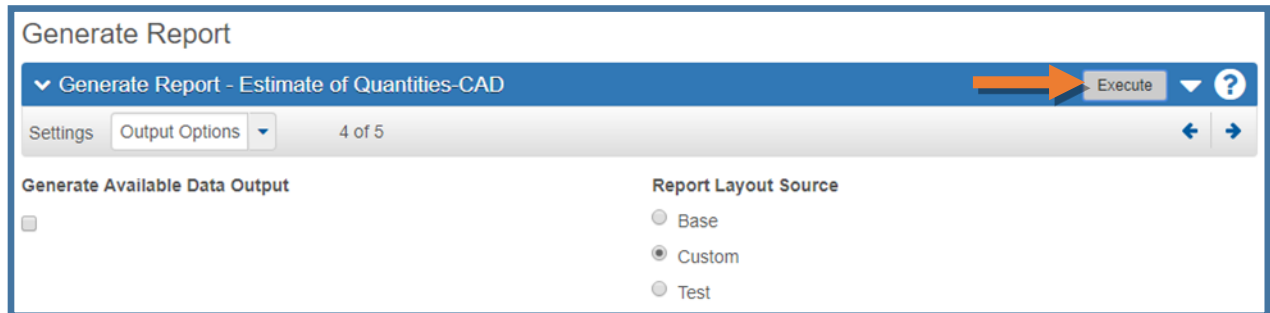 Generate Report
Generate Report - Estimate of Quantities-CAD Execute ?
Settings Output Options 4 of 5
Generate Available Data Output Report Layout Source
Base
Custom
Test